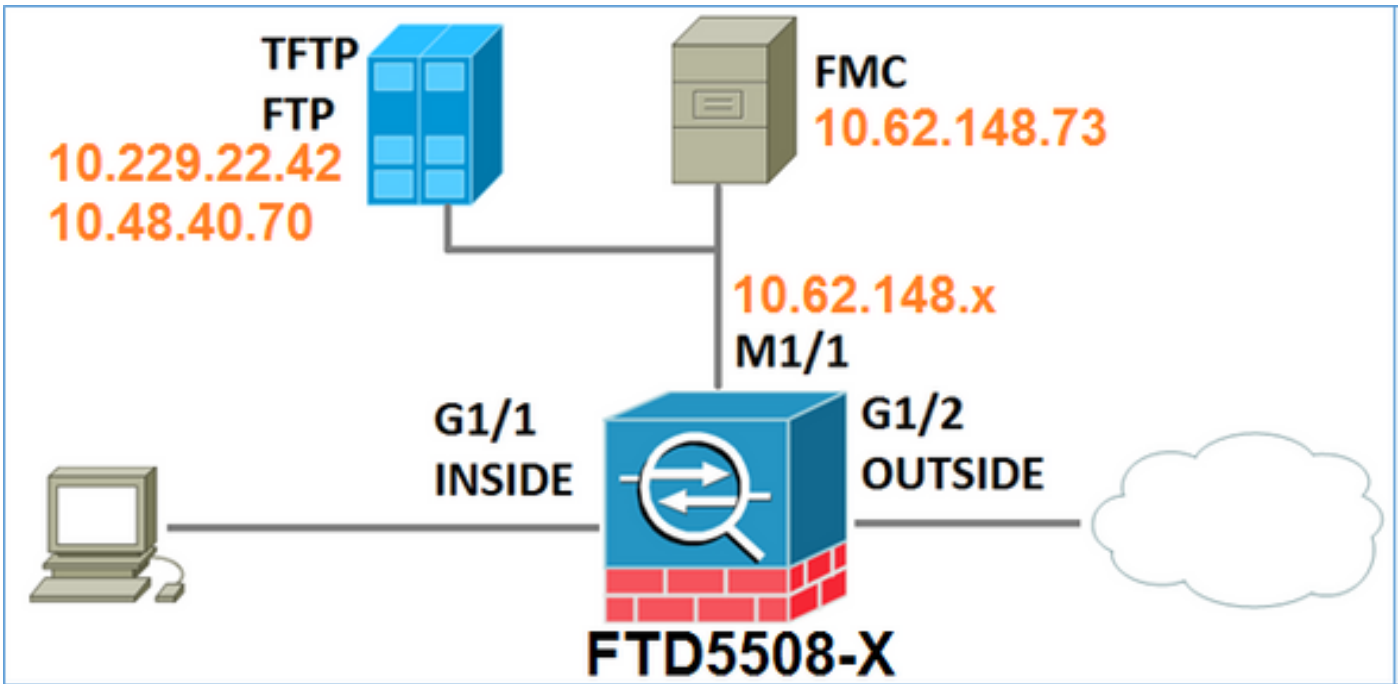 TFTP
FTP
10.229.22.42
10.48.40.70
FMC
10.62.148.73
10.62.148.x
M1/1
G1/1
INSIDE
G1/2
OUTSIDE
FTD5508-X